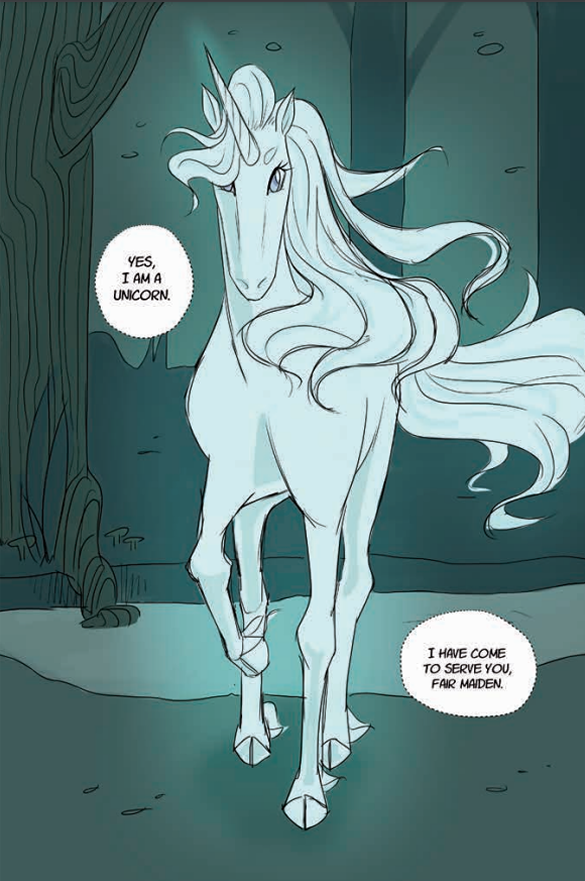 YES,
I AM A
UNICORN.
I HAVE COME
TO SERVE YOU,
FAIR MAIDEN.